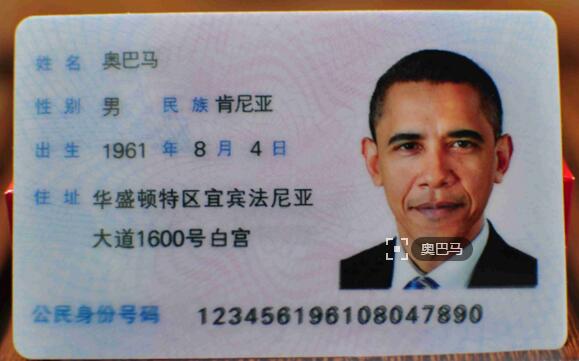 姓名 奥巴马
性别 男 民族 肯尼亚
出生 1961 年 8 月 4 日
住址 华盛顿特区宜宾法尼亚
大道1600号白宫
奥巴马
公民身份号码 123456196108047890